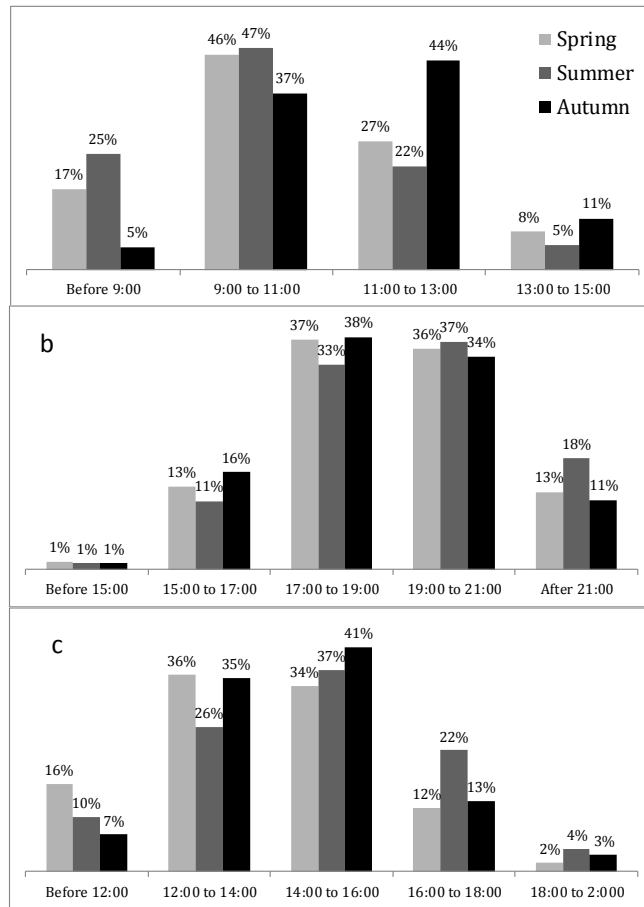 46% 47% 37% 44% Spring
Summer
Autumn
17% 25% 5% 27% 22% 8% 5% 11%
Before 9:00 9:00 to 11:00 11:00 to 13:00 13:00 to 15:00
b
37% 33% 38% 36% 37% 34%
13% 11% 16% 13% 18% 11%
1% 1% 1%
Before 15:00 15:00 to 17:00 17:00 to 19:00 19:00 to 21:00 After 21:00
c
36% 26% 35% 34% 37% 41%
16% 10% 7% 12% 22% 13%
2% 4% 3%
Before 12:00 12:00 to 14:00 14:00 to 16:00 16:00 to 18:00 18:00 to 2:000